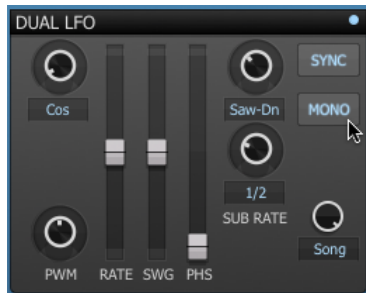 DUAL LFO
SYNC
Cos
Saw-Dn
MONO
1/2
SUB RATE
Song
PWM RATE SWG PHS